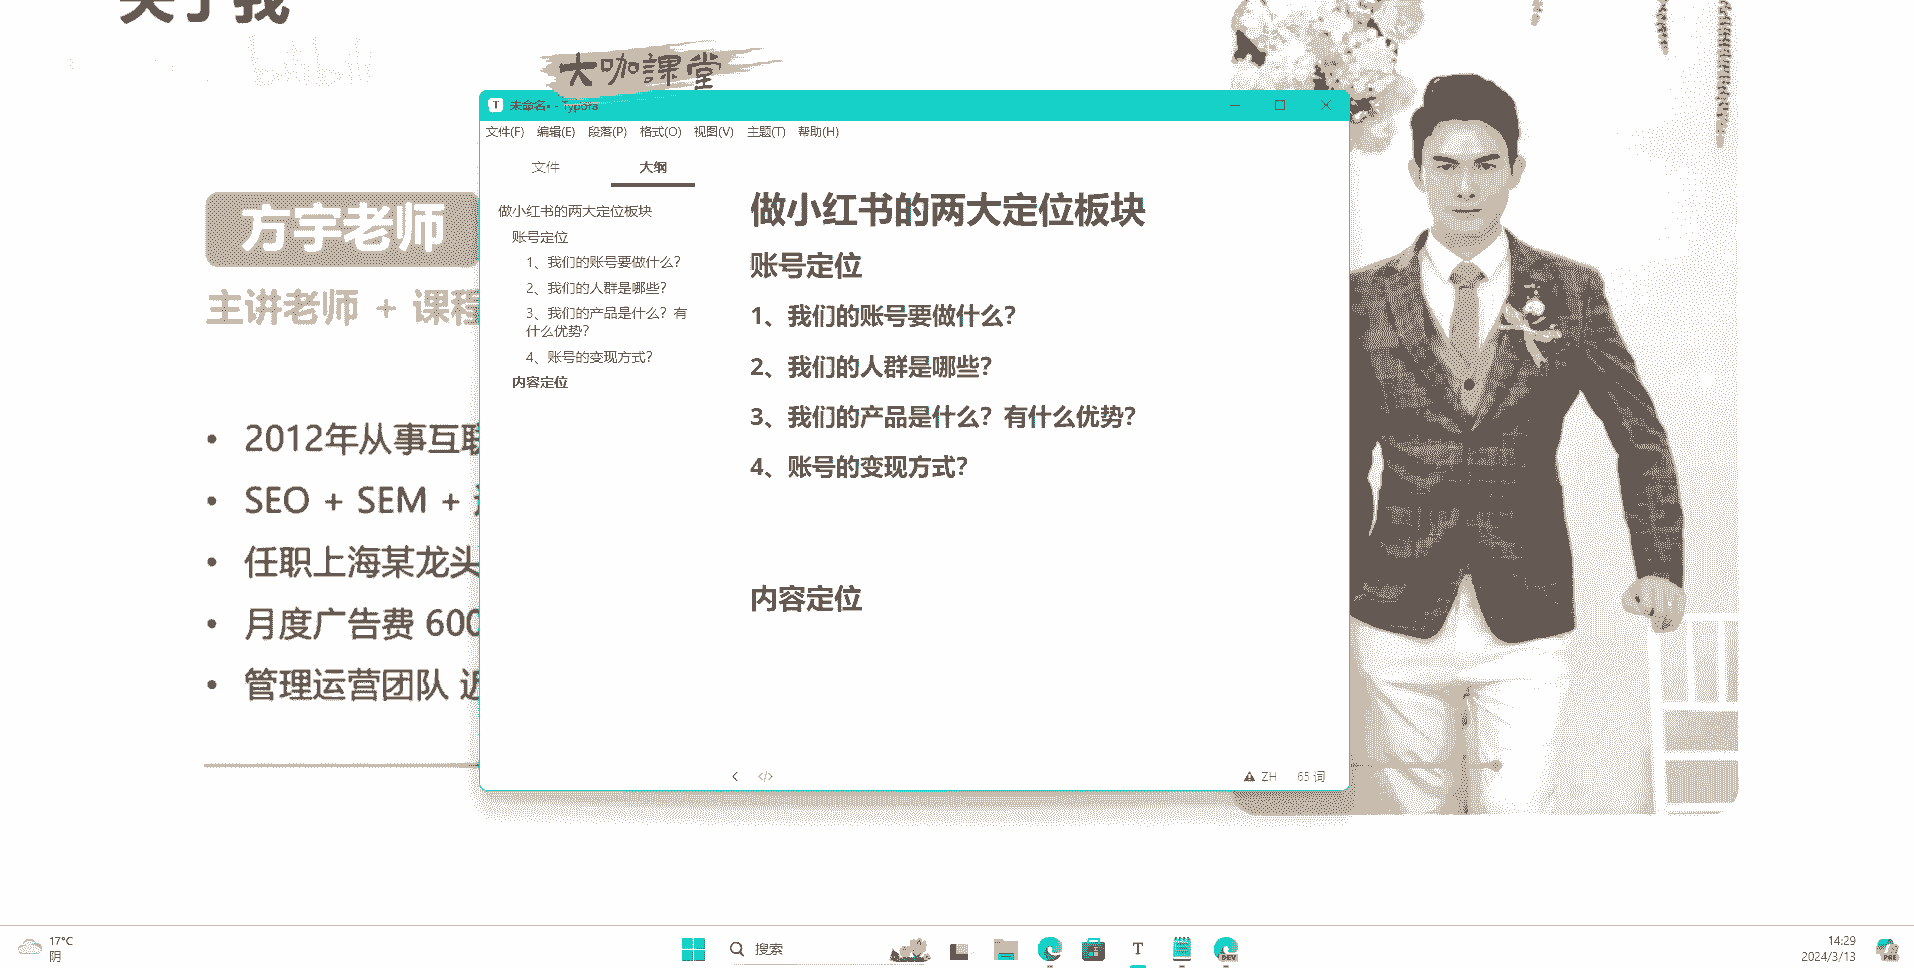 关于我
大咖課堂
T 未命名• - Typora
文件(F) 编辑(E) 段落(P) 格式(O) 视图(V) 主题(T) 帮助(H)
文件 大纲
做小红书的两大定位板块
账号定位
1、我们的账号要做什么?
2、我们的人群是哪些?
3、我们的产品是什么? 有
什么优势?
4、账号的变现方式?
内容定位
做小红书的两大定位板块
账号定位
1、我们的账号要做什么?
2、我们的人群是哪些?
3、我们的产品是什么? 有什么优势?
4、账号的变现方式?
内容定位
</> ZH 65 词
方宇老师
主讲老师 + 课程
• 2012年从事互联
• SEO + SEM +
• 任职上海某龙头
• 月度广告费 600
• 管理运营团队 近
17°C
阴
搜索
T
DEV
14:29
2024/3/13
PRE